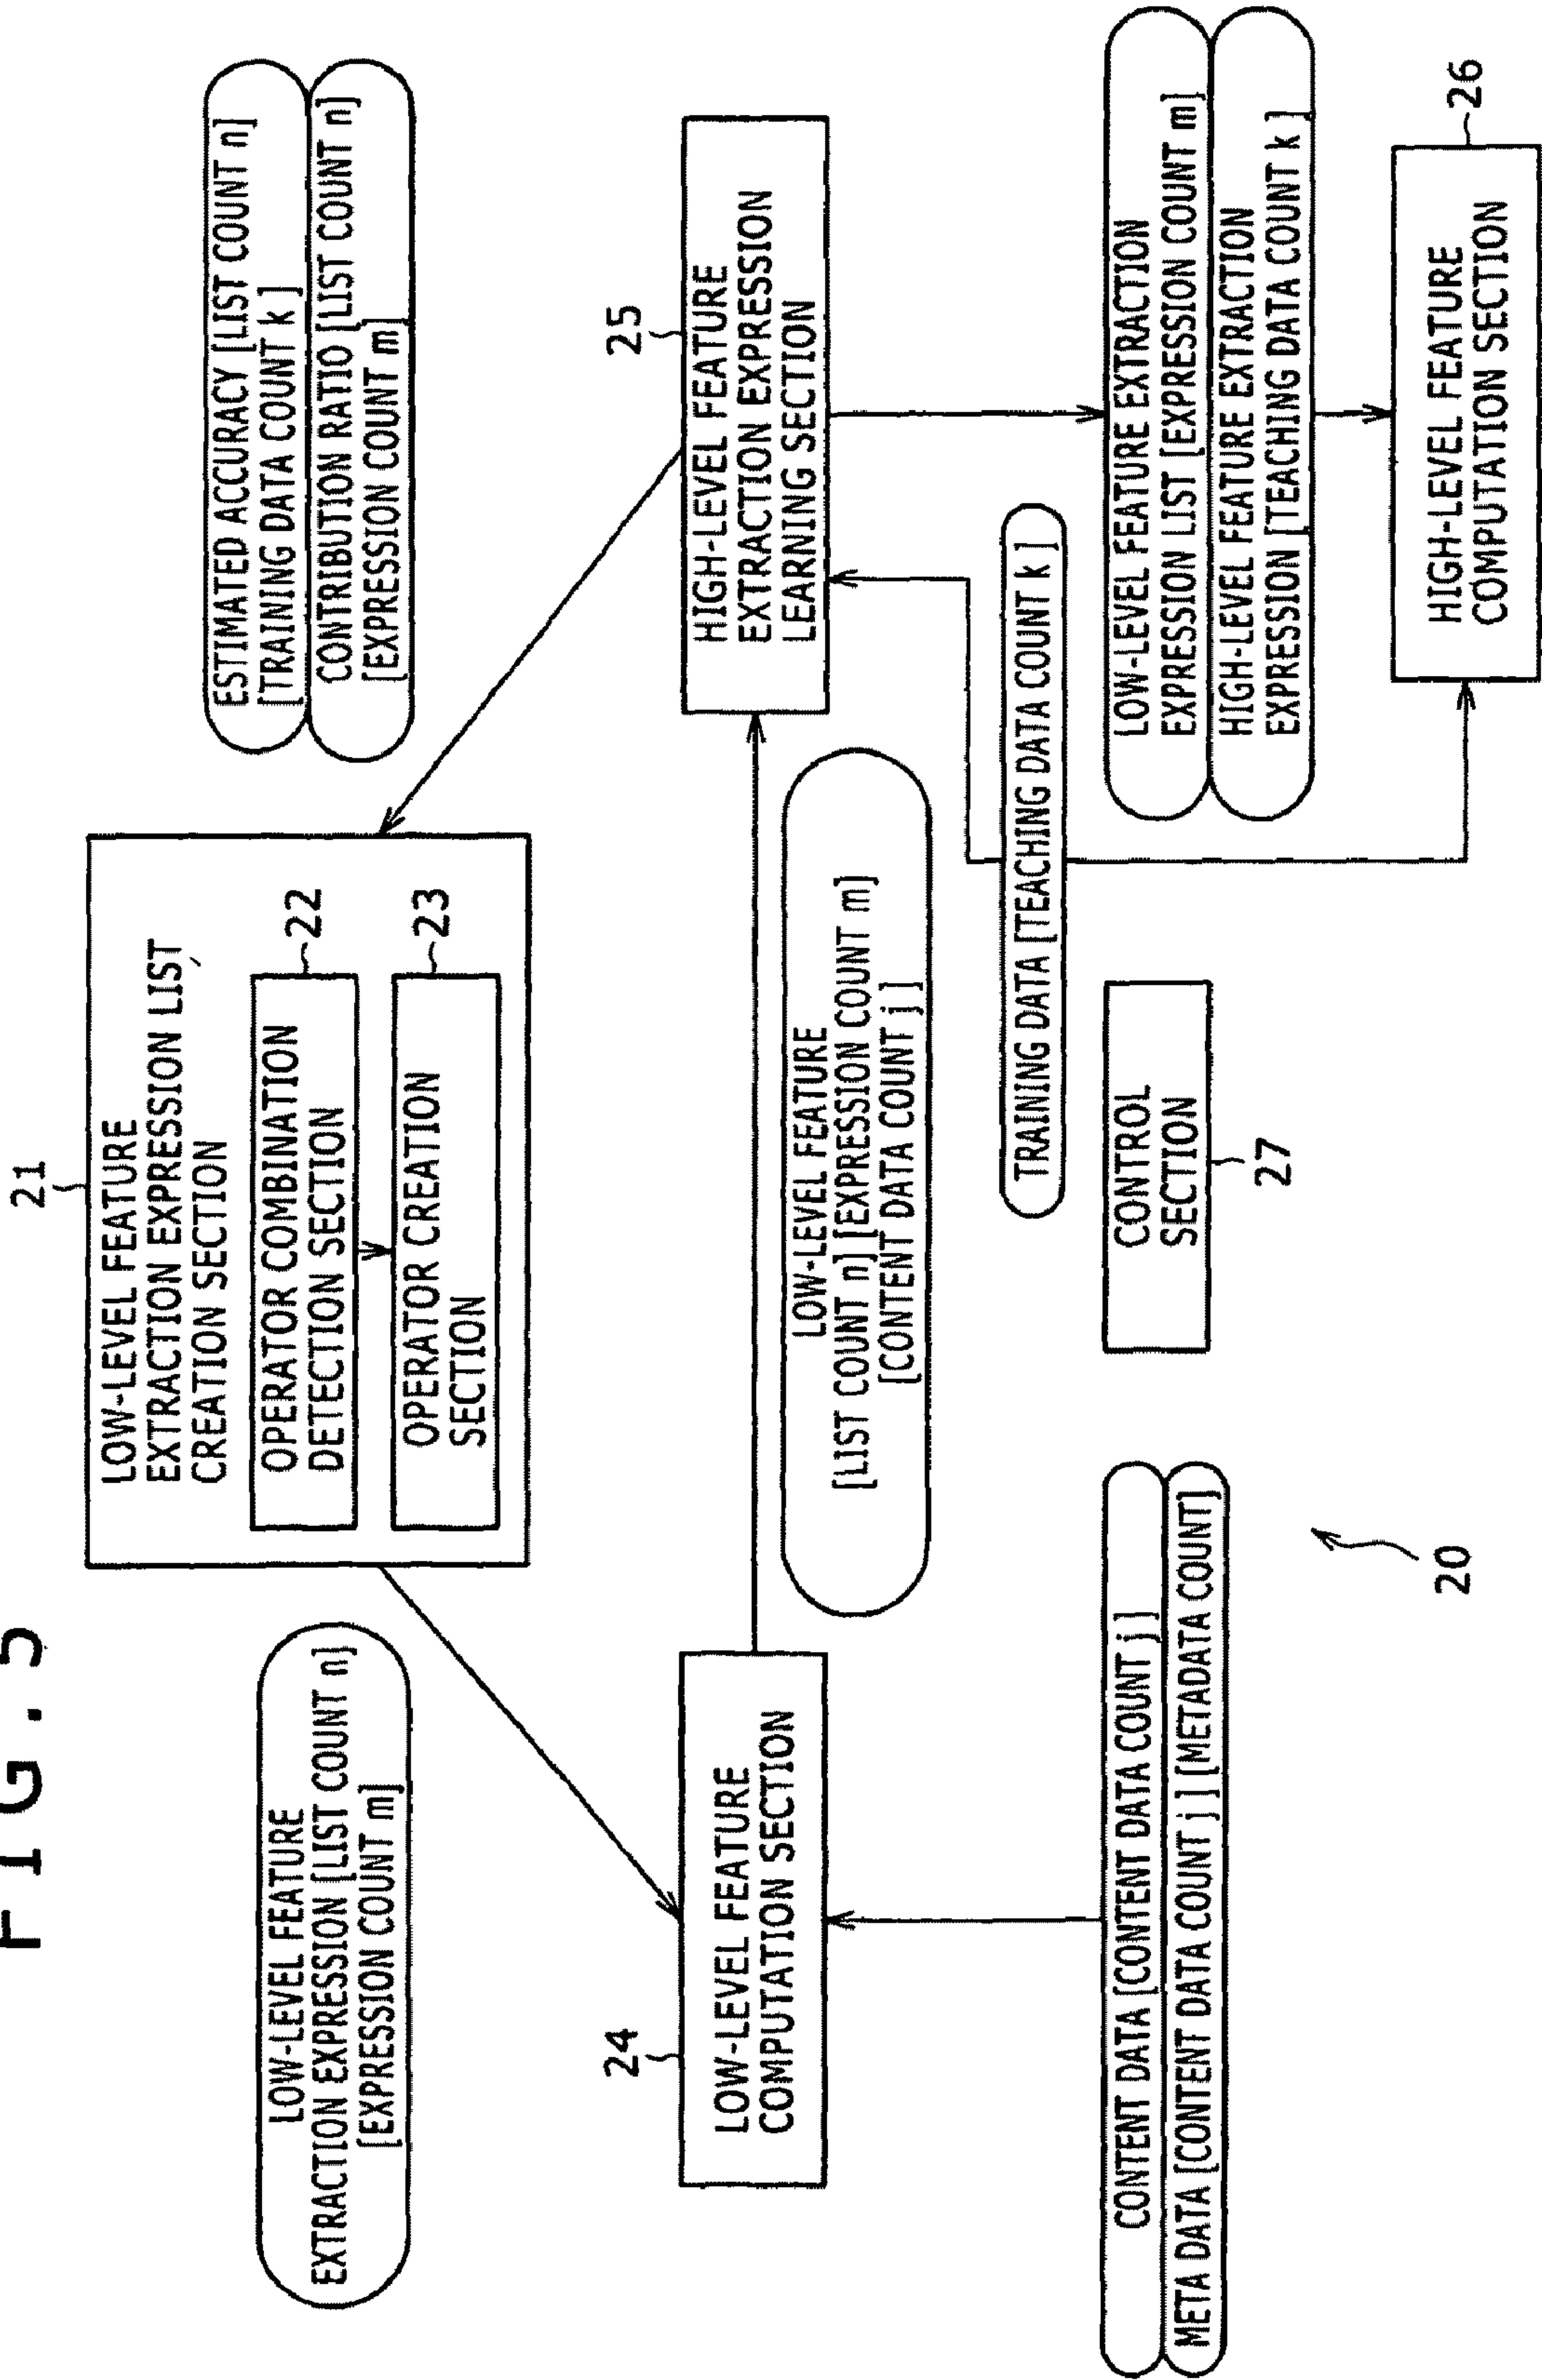 FIG.5
21
LOW-LEVEL FEATURE
EXTRACTION EXPRESSION LIST
CREATION SECTION
OPERATOR COMBINATION
DETECTION SECTION
22
OPERATOR CREATION
SECTION
23
LOW-LEVEL FEATURE
EXTRACTION EXPRESSION [LIST COUNT n]
[EXPRESSION COUNT m]
ESTIMATED ACCURACY [LIST COUNT n]
[TRAINING DATA COUNT k]
CONTRIBUTION RATIO [LIST COUNT n]
[EXPRESSION COUNT m]
24
LOW-LEVEL FEATURE
COMPUTATION SECTION
25
HIGH-LEVEL FEATURE
EXTRACTION EXPRESSION
LEARNING SECTION
LOW-LEVEL FEATURE
[LIST COUNT n] [EXPRESSION COUNT m]
[CONTENT DATA COUNT j]
TRAINING DATA [TEACHING DATA COUNT k]
CONTENT DATA [CONTENT DATA COUNT j]
META DATA [CONTENT DATA COUNT j] [METADATA COUNT]
CONTROL
SECTION
27
LOW-LEVEL FEATURE EXTRACTION
EXPRESSION LIST [EXPRESSION COUNT m]
HIGH-LEVEL FEATURE EXTRACTION
EXPRESSION [TEACHING DATA COUNT k]
20
HIGH-LEVEL FEATURE
COMPUTATION SECTION
26